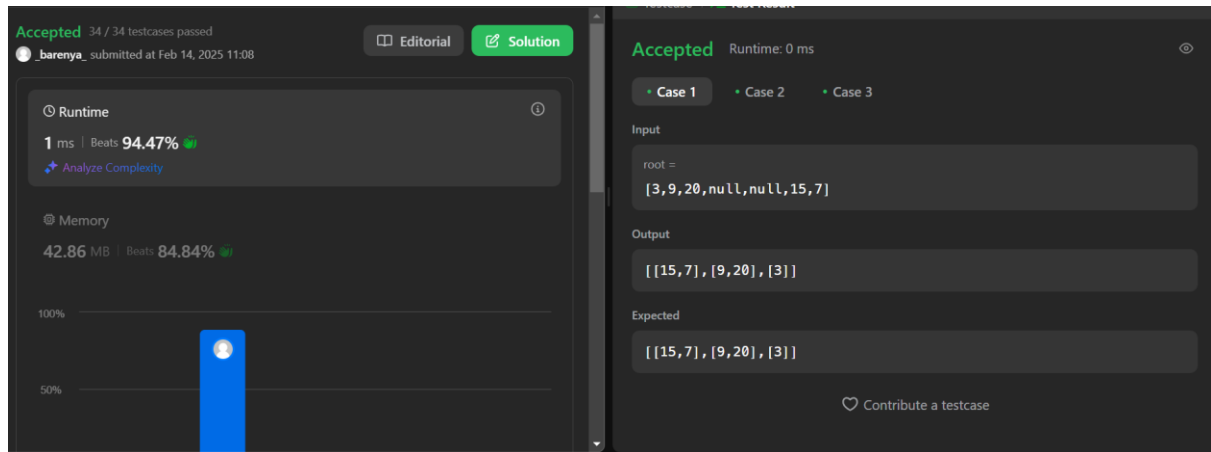 Accepted 34 / 34 testcases passed
_barenya_ submitted at Feb 14, 2025 11:08
Editorial
Solution
Runtime
1 ms | Beats 94.47%
Analyze Complexity
Memory
42.86 MB | Beats 84.84%
100%
50%
Testcase Test Result
Accepted Runtime: 0 ms
• Case 1 • Case 2 • Case 3
Input
root =
[3,9,20,null,null,15,7]
Output
[[15,7],[9,20],[3]]
Expected
[[15,7],[9,20],[3]]
Contribute a testcase